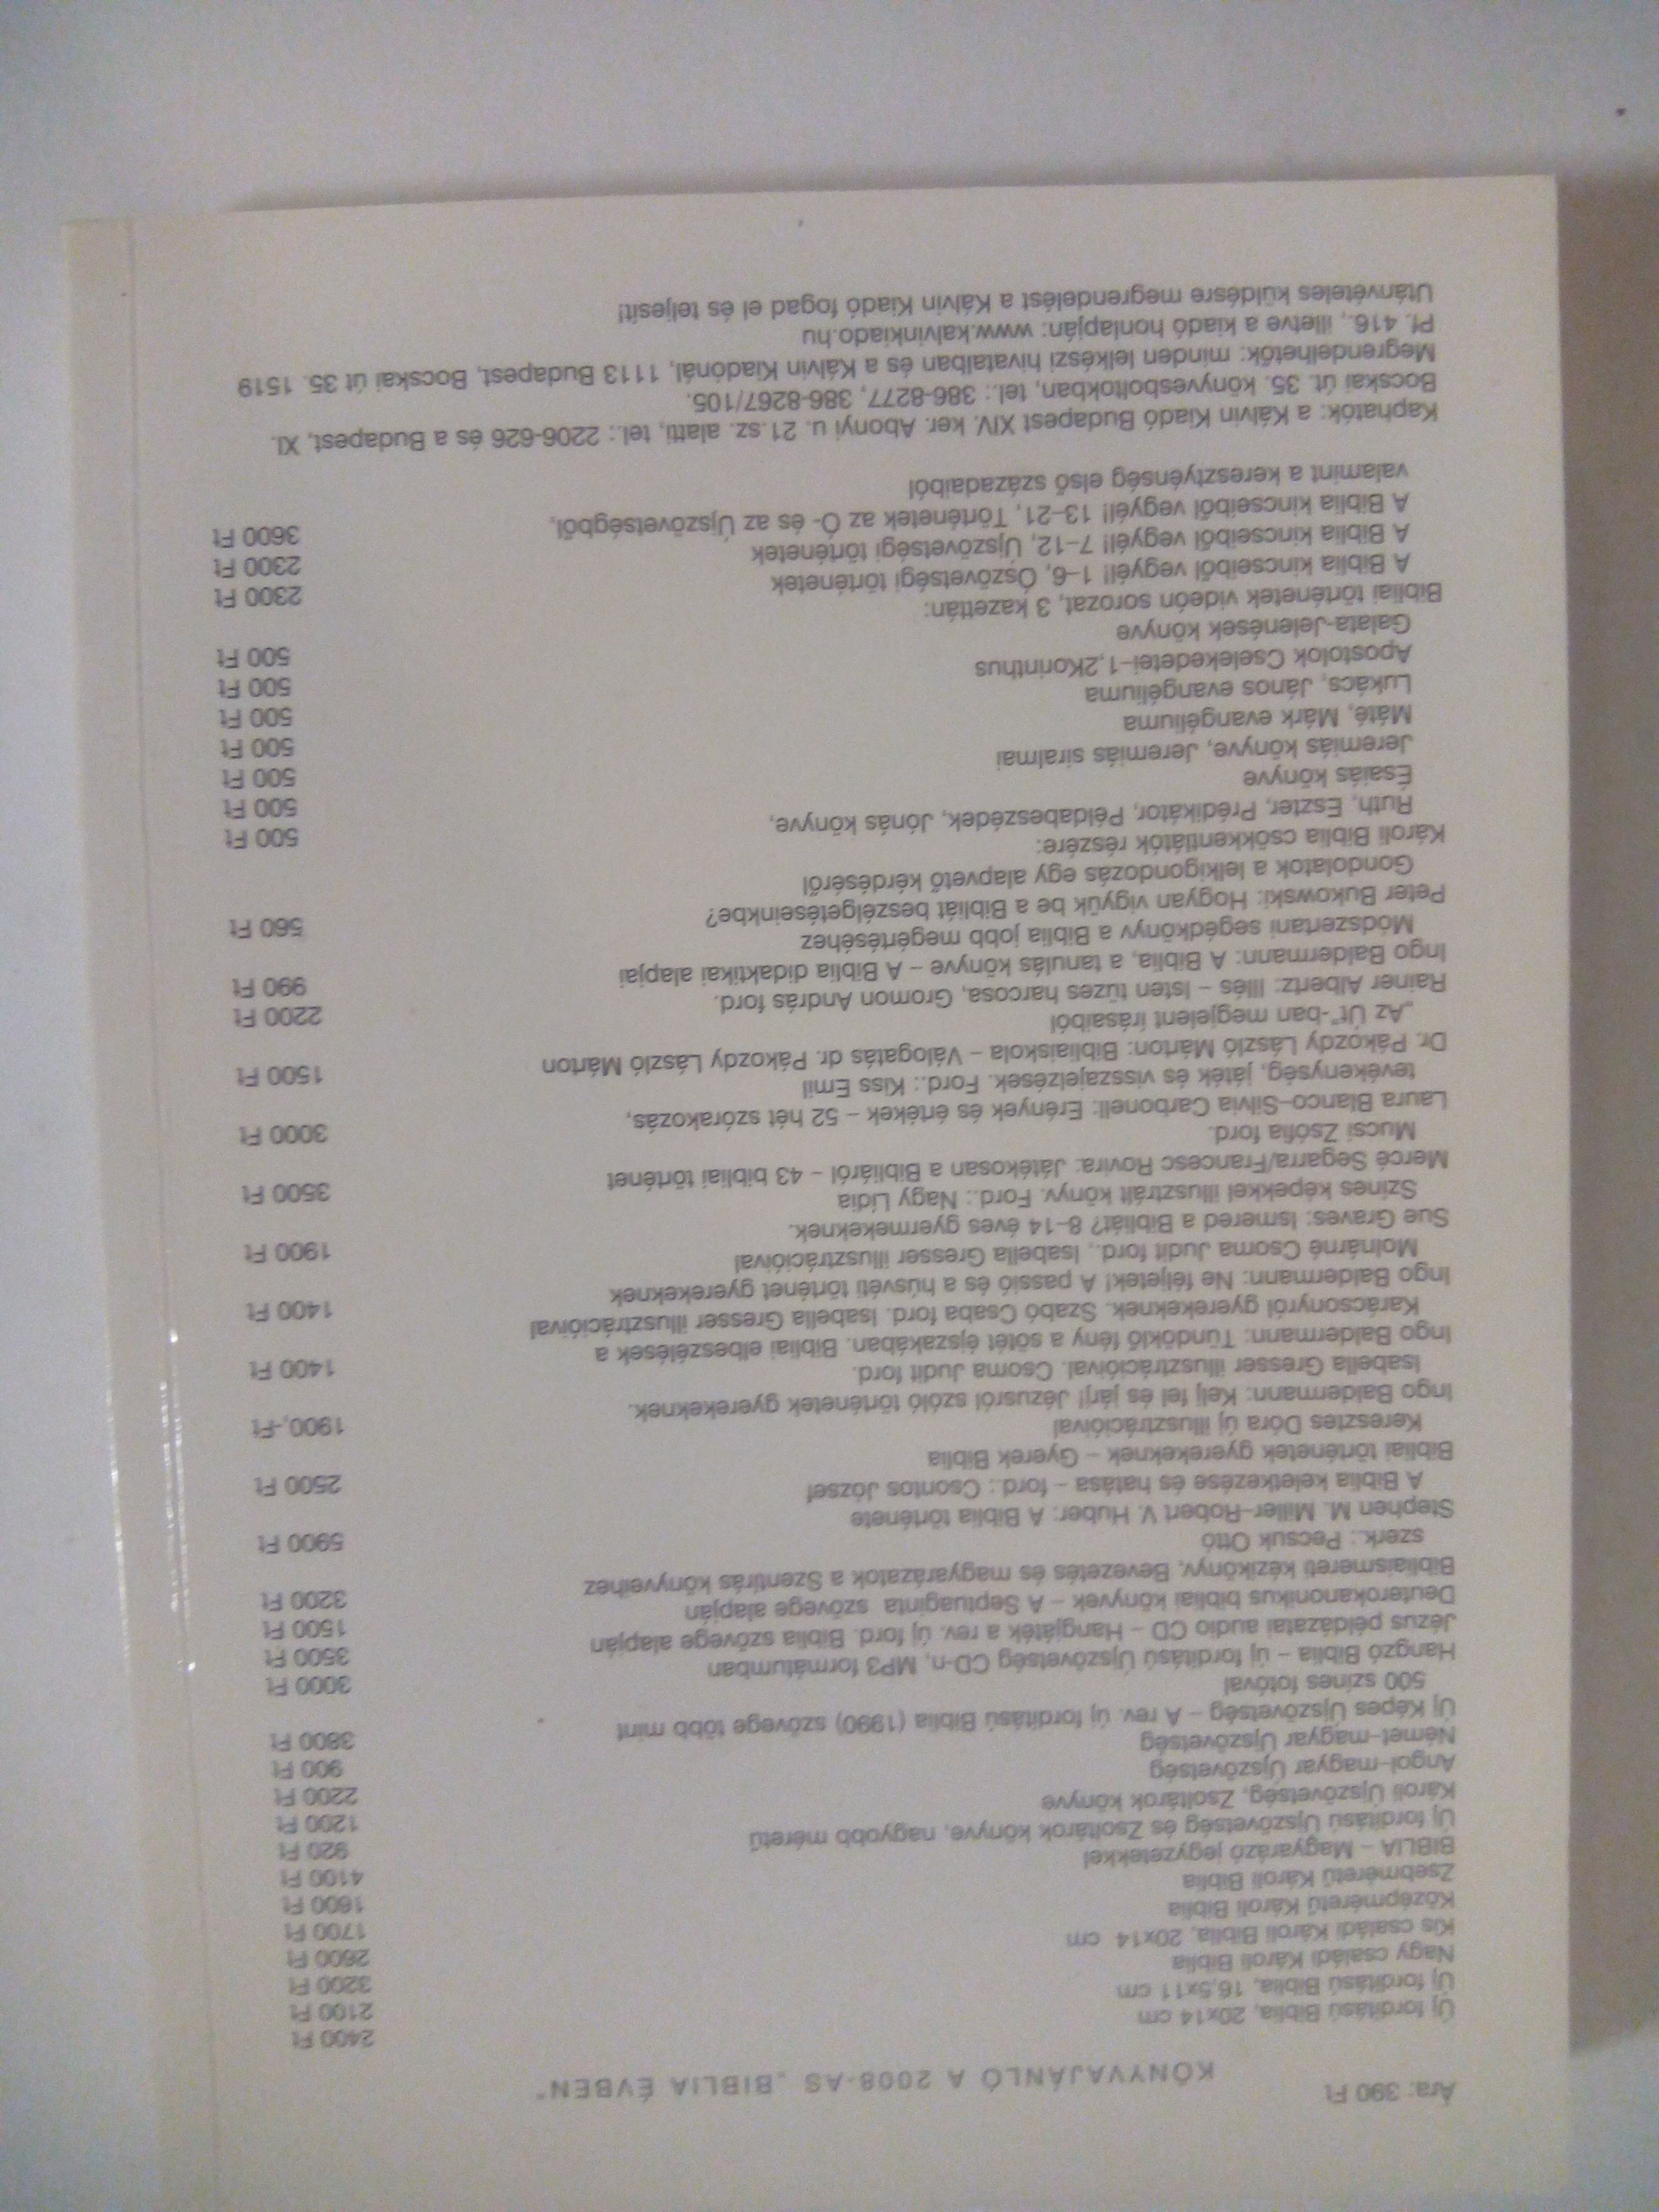 Ára: 390 Ft
KÖNYVAJÁNLÓ A 2008-AS „BIBLIA ÉVBEN”
Új fordítású Biblia, 20x14 cm 2400 Ft
Új fordítású Biblia, 16,5x11 cm 2100 Ft
Nagy családi Károli Biblia 3200 Ft
Kis családi Károli Biblia, 20x14 cm 2600 Ft
Középméretű Károli Biblia 1700 Ft
Zsebméretű Károli Biblia 1600 Ft
BIBLIA – Magyarázó jegyzetekkel 4100 Ft
Új fordítású Újszövetség és Zsoltárok könyve, nagyobb méretű 920 Ft
Károli Újszövetség, Zsoltárok könyve 1200 Ft
Angol–magyar Újszövetség 2200 Ft
Német–magyar Újszövetség 900 Ft
Új Képes Újszövetség – A rev. új fordítású Biblia (1990) szövege több mint 3800 Ft
500 színes fotóval
Hangzó Biblia – új fordítású Újszövetség CD-n, MP3 formátumban 3000 Ft
Jézus példázatai audio CD – Hangjáték a rev. új ford. Biblia szövege alapján 3500 Ft
Deuterokanonikus bibliai könyvek – A Septuaginta szövege alapján 1500 Ft
Bibliaismereti kézikönyv, Bevezetés és magyarázatok a Szentírás könyveihez 3200 Ft
szerk.: Pecsuk Ottó
Stephen M. Miller–Robert V. Huber: A Biblia története 5900 Ft
A Biblia keletkezése és hatása – ford.: Csontos József
Bibliai történetek gyerekeknek – Gyerek Biblia 2500 Ft
Keresztes Dóra új illusztrációival
Ingo Baldermann: Kelj fel és járj! Jézusról szóló történetek gyerekeknek. 1900,-Ft
Isabella Gresser illusztrációival. Csoma Judit ford.
Ingo Baldermann: Tündöklő fény a sötét éjszakában. Bibliai elbeszélések a 1400 Ft
Karácsonyról gyerekeknek. Szabó Csaba ford. Isabella Gresser illusztrációival
Ingo Baldermann: Ne féljetek! A passió és a húsvéti történet gyerekeknek 1400 Ft
Molnárné Csoma Judit ford., Isabella Gresser illusztrációival
Sue Graves: Ismered a Bibliát? 8–14 éves gyermekeknek. 1900 Ft
Színes képekkel illusztrált könyv. Ford.: Nagy Lídia
Mercé Segarra/Francesc Rovira: Játékosan a Bibliáról – 43 bibliai történet 3500 Ft
Mucsi Zsófia ford.
Laura Blanco–Silvia Carbonell: Erények és értékek – 52 hét szórakozás, 3000 Ft
tevékenység, játék és visszajelzések. Ford.: Kiss Emil
Dr. Pákozdy László Márton: Bibliaiskola – Válogatás dr. Pákozdy László Márton 1500 Ft
„Az Út”-ban megjelent írásaiból
Rainer Albertz: Illés – Isten tüzes harcosa, Gromon András ford. 2200 Ft
Ingo Baldermann: A Biblia, a tanulás könyve – A Biblia didaktikai alapjai 990 Ft
Módszertani segédkönyv a Biblia jobb megértéséhez
Peter Bukowski: Hogyan vigyük be a Bibliát beszélgetéseinkbe? 560 Ft
Gondolatok a lelkigondozás egy alapvető kérdéséről
Károli Biblia csökkentlátók részére:
Ruth, Eszter, Prédikátor, Példabeszédek, Jónás könyve, 500 Ft
Ésaiás könyve 500 Ft
Jeremiás könyve, Jeremiás siralmai 500 Ft
Máté, Márk evangéliuma 500 Ft
Lukács, János evangéliuma 500 Ft
Apostolok Cselekedetei–1,2Korinthus 500 Ft
Galata-Jelenések könyve 500 Ft
Bibliai történetek videón sorozat, 3 kazettán:
A Biblia kincseiből vegyél! 1–6, Ószövetségi történetek 2300 Ft
A Biblia kincseiből vegyél! 7–12, Újszövetségi történetek 2300 Ft
A Biblia kincseiből vegyél! 13–21, Történetek az Ó- és az Újszövetségből, 3600 Ft
valamint a keresztyénség első századaiból
Kaphatók: a Kálvin Kiadó Budapest XIV. ker. Abonyi u. 21.sz. alatti, tel.: 2206-626 és a Budapest, XI.
Bocskai út. 35. könyvesboltokban, tel.: 386-8277, 386-8267/105.
Megrendelhetők: minden lelkészi hivatalban és a Kálvin Kiadónál, 1113 Budapest, Bocskai út 35. 1519
Pf. 416., illetve a kiadó honlapján: www.kalvinkiado.hu
Utánvételes küldésre megrendelést a Kálvin Kiadó fogad el és teljesít!